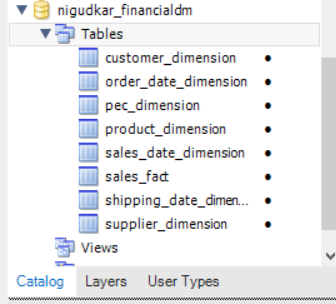 nigudkar_financialdm
Tables
customer_dimension
order_date_dimension
pec_dimension
product_dimension
sales_date_dimension
sales_fact
shipping_date_dimen...
supplier_dimension
Views
Catalog Layers User Types